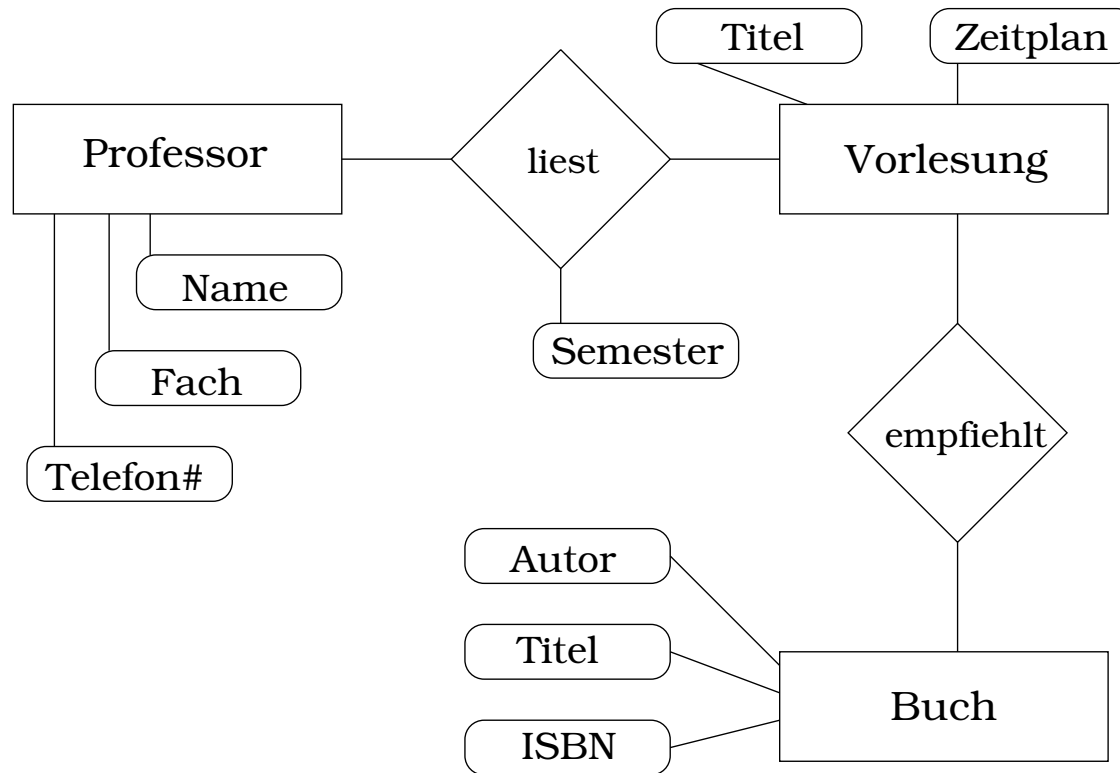 Titel
Zeitplan
Professor
liest
Vorlesung
Name
Semester
Fach
empfiehlt
Telefon#
Autor
Titel
Buch
ISBN